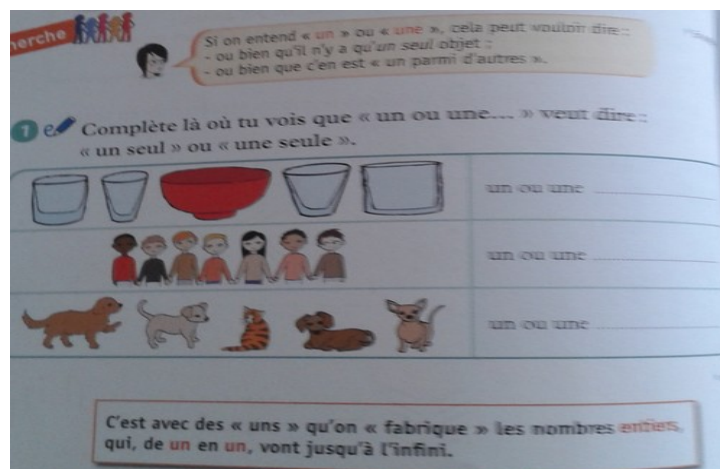 herche
Si on entend « un » ou « une », cela peut vouloir dire :
- ou bien qu'il n'y a qu'un seul objet ;
- ou bien que c'en est « un parmi d'autres ».
1 e Complète là où tu vois que « un ou une... » veut dire :
« un seul » ou « une seule ».
un ou une
un ou une
un ou une
C'est avec des « uns » qu'on « fabrique » les nombres entiers,
qui, de un en un, vont jusqu'à l'infini.